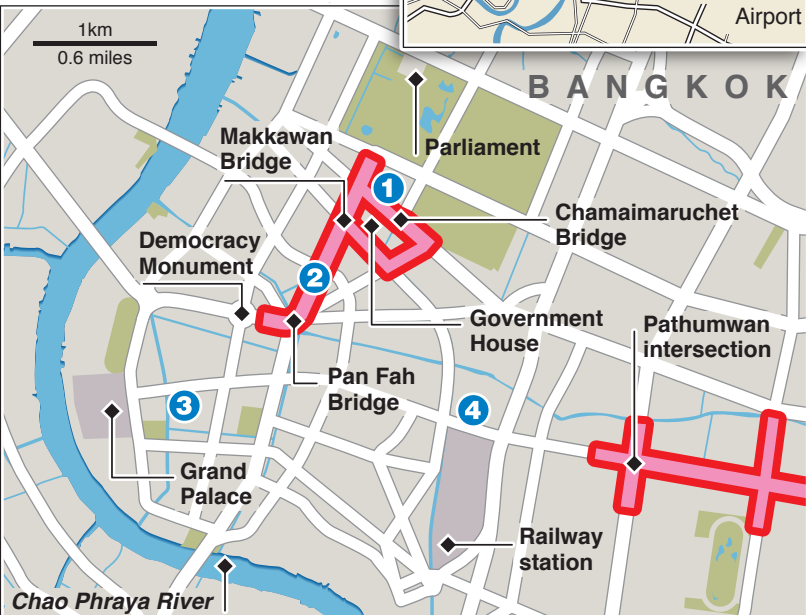 1km
0.6 miles
Airport
BANGKOK
Makkawan
Bridge
Parliament
1
Chamaimaruchet
Bridge
Democracy
Monument
2
Government
House
Pathumwan
intersection
Pan Fah
Bridge
3
4
Grand
Palace
Railway
station
Chao Phraya River